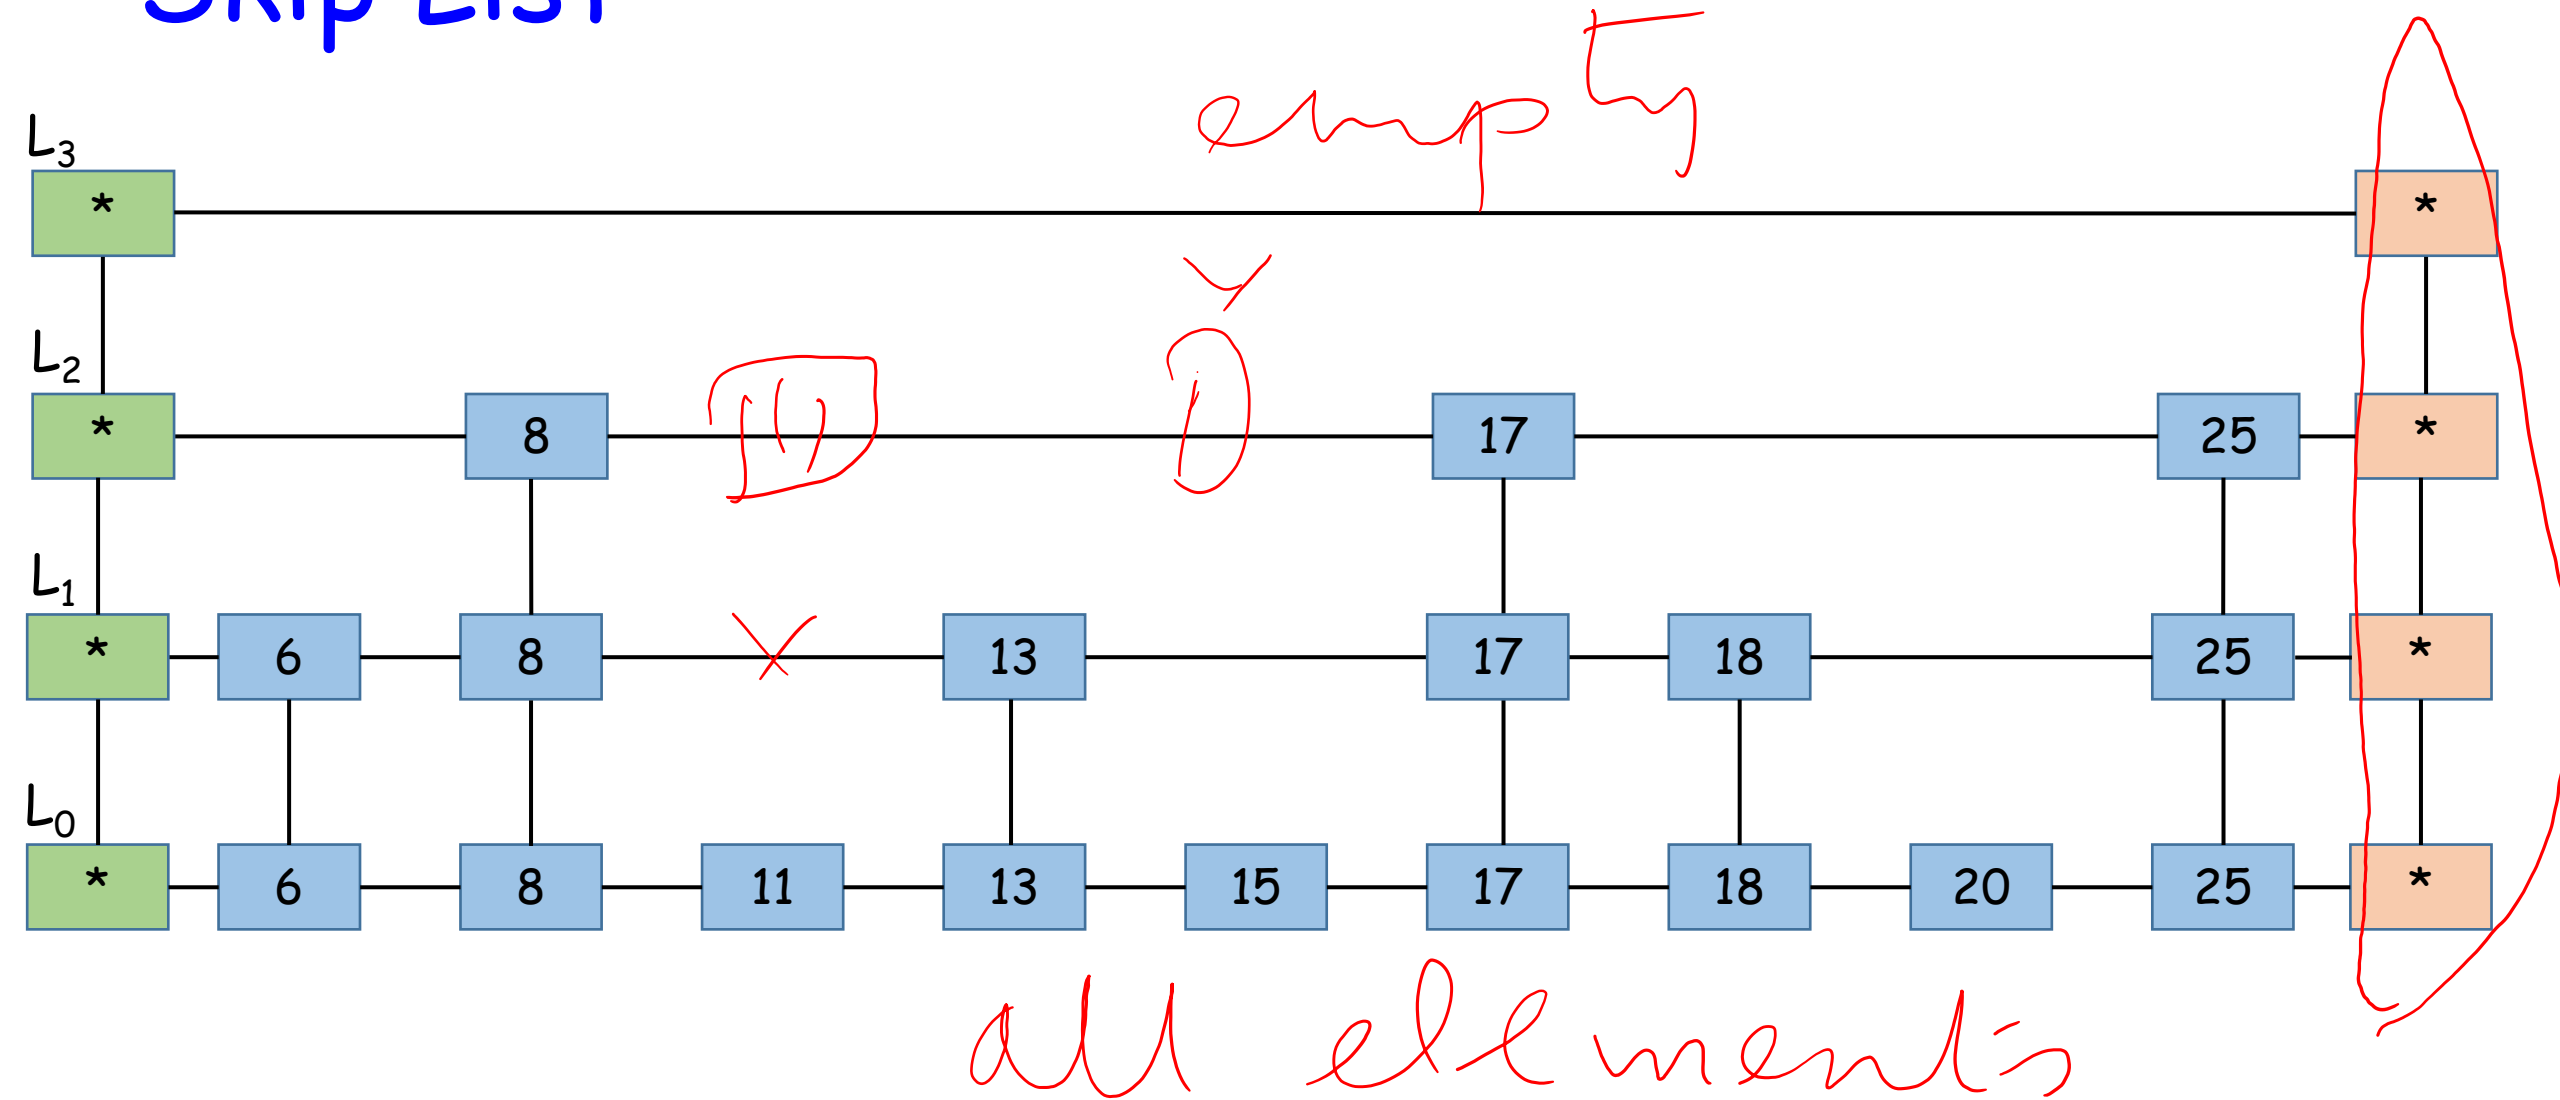 Skip List
empty
L3
* *
L2
* 8 17 25 *
L1
* 6 8 13 17 18 25 *
L0
* 6 8 11 13 15 17 18 20 25 *
all elements